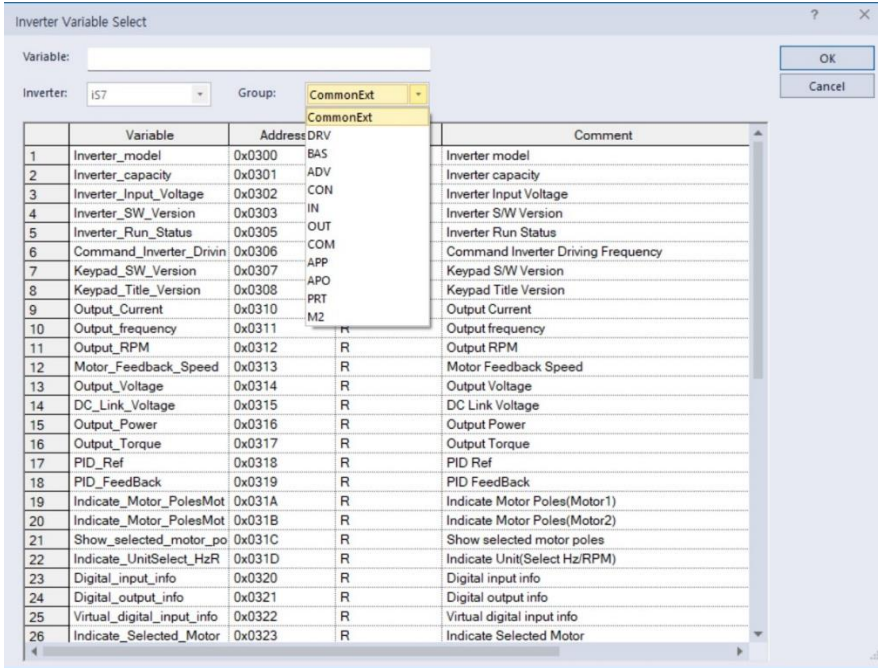 Inverter Variable Select ?
Variable: OK
Inverter: iS7 Group: CommonExt Cancel
CommonExt
DRV
BAS
ADV
CON
IN
OUT
COM
APP
APO
PRT
M2
Variable Comment
1 Inverter_model 0x0300 Inverter model
2 Inverter_capacity 0x0301 Inverter capacity
3 Inverter_Input_Voltage 0x0302 Inverter Input Voltage
4 Inverter_SW_Version 0x0303 Inverter S/W Version
5 Inverter_Run_Status 0x0305 Inverter Run Status
6 Command_Inverter_Drivin 0x0306 Command Inverter Driving Frequency
7 Keypad_SW_Version 0x0307 Keypad S/W Version
8 Keypad_Title_Version 0x0308 Keypad Title Version
9 Output_Current 0x0310 Output Current
10 Output_frequency 0x0311 R Output frequency
11 Output_RPM 0x0312 R Output RPM
12 Motor_Feedback_Speed 0x0313 R Motor Feedback Speed
13 Output_Voltage 0x0314 R Output Voltage
14 DC_Link_Voltage 0x0315 R DC Link Voltage
15 Output_Power 0x0316 R Output Power
16 Output_Torque 0x0317 R Output Torque
17 PID_Ref 0x0318 R PID Ref
18 PID_FeedBack 0x0319 R PID FeedBack
19 Indicate_Motor_PolesMot 0x031A R Indicate Motor Poles(Motor1)
20 Indicate_Motor_PolesMot 0x031B R Indicate Motor Poles(Motor2)
21 Show_selected_motor_po 0x031C R Show selected motor poles
22 Indicate_UnitSelect_HzR 0x031D R Indicate Unit(Select Hz/RPM)
23 Digital_input_info 0x0320 R Digital input info
24 Digital_output_info 0x0321 R Digital output info
25 Virtual_digital_input_info 0x0322 R Virtual digital input info
26 Indicate_Selected_Motor 0x0323 R Indicate Selected Motor